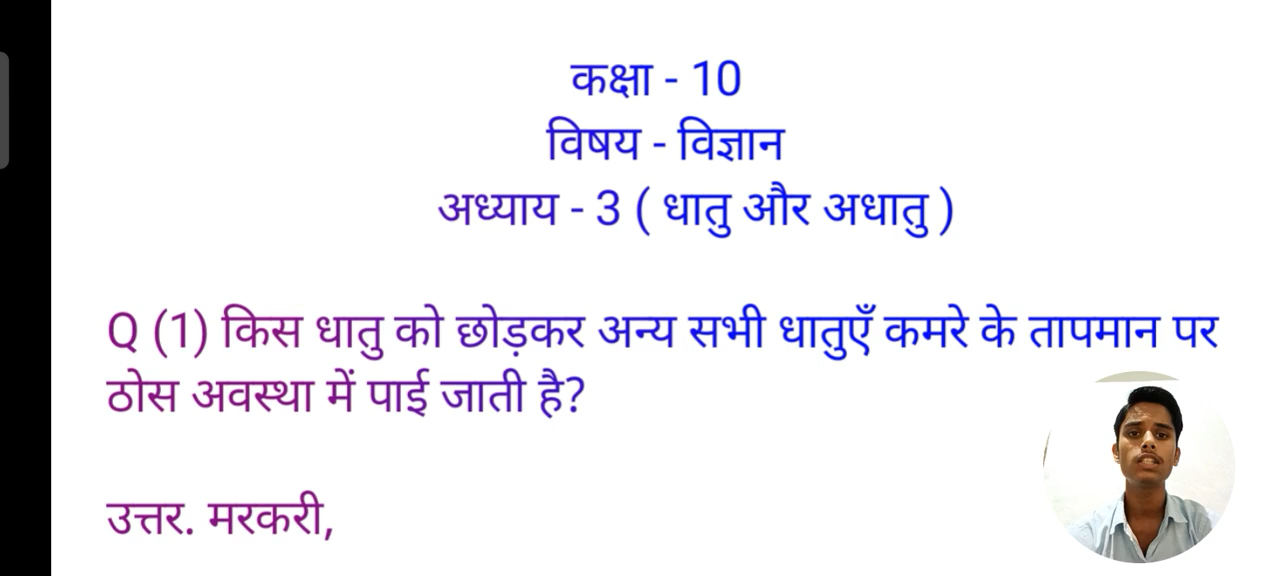 कक्षा - 10
विषय - विज्ञान
अध्याय - 3 ( धातु और अधातु )
Q (1) किस धातु को छोड़कर अन्य सभी धातुएँ कमरे के तापमान पर
ठोस अवस्था में पाई जाती है?
उत्तर. मरकरी,